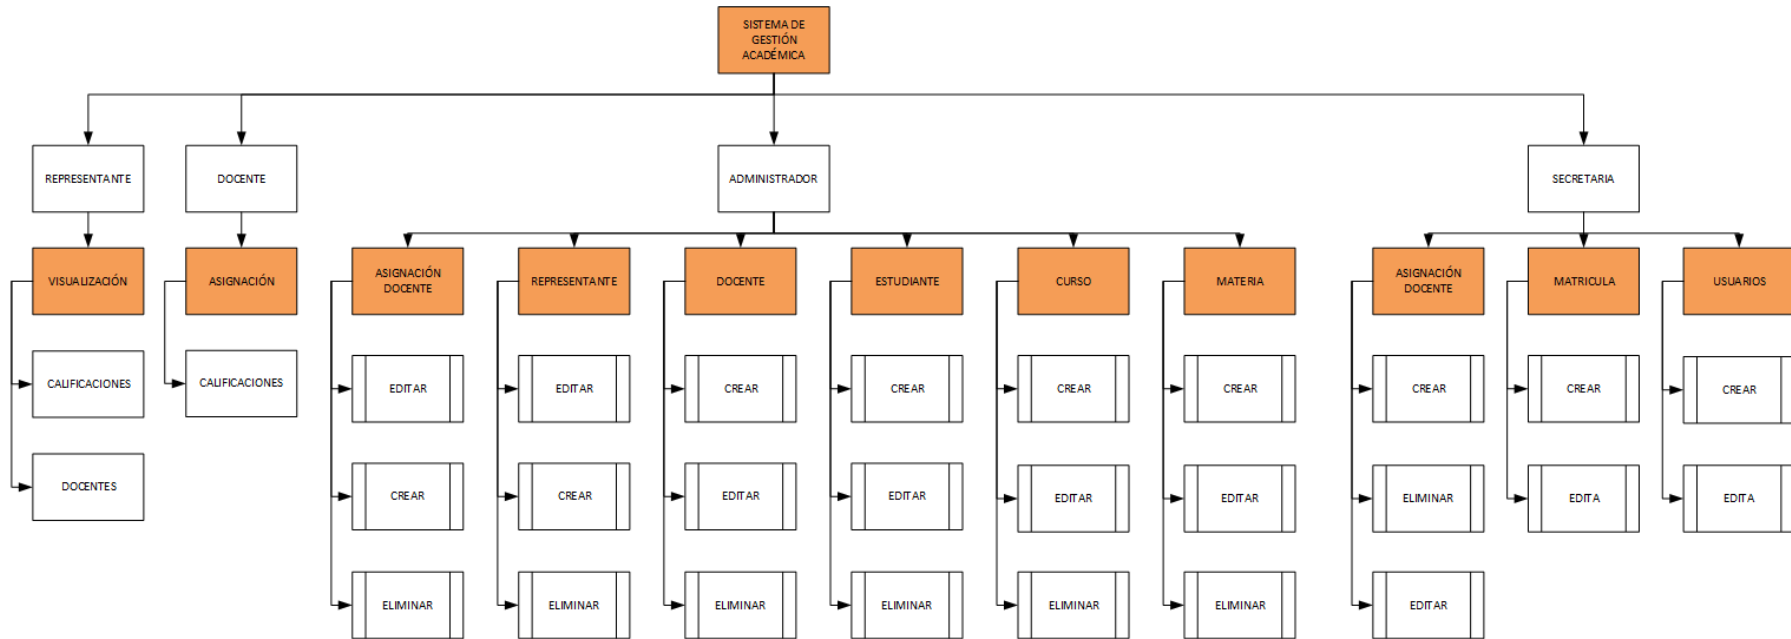 SISTEMA DE
GESTIÓN
ACADÉMICA
REPRESENTANTE
DOCENTE
ADMINISTRADOR
SECRETARIA
VISUALIZACIÓN
ASIGNACIÓN
ASIGNACIÓN
DOCENTE
REPRESENTANTE
DOCENTE
ESTUDIANTE
CURSO
MATERIA
ASIGNACIÓN
DOCENTE
MATRICULA
USUARIOS
CALIFICACIONES
CALIFICACIONES
EDITAR
EDITAR
CREAR
CREAR
CREAR
CREAR
CREAR
CREAR
CREAR
DOCENTES
CREAR
CREAR
EDITAR
EDITAR
EDITAR
EDITAR
ELIMINAR
EDITA
EDITA
ELIMINAR
ELIMINAR
ELIMINAR
ELIMINAR
ELIMINAR
ELIMINAR
EDITAR